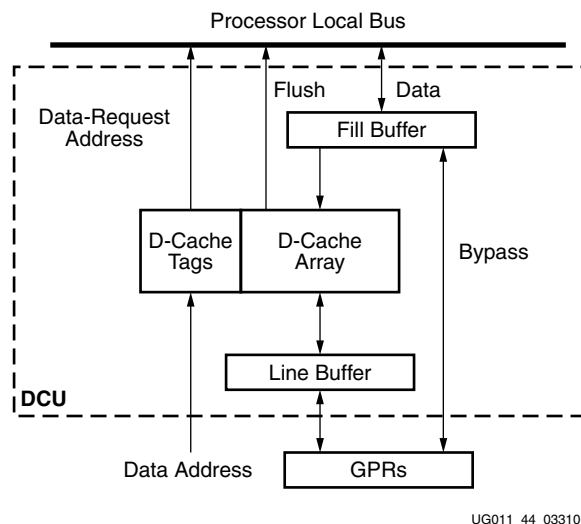 Processor Local Bus
Flush
Data
Data-Request
Address
Fill Buffer
D-Cache
Tags
D-Cache
Array
Bypass
Line Buffer
DCU
Data Address
GPRs
UG011_44_03310